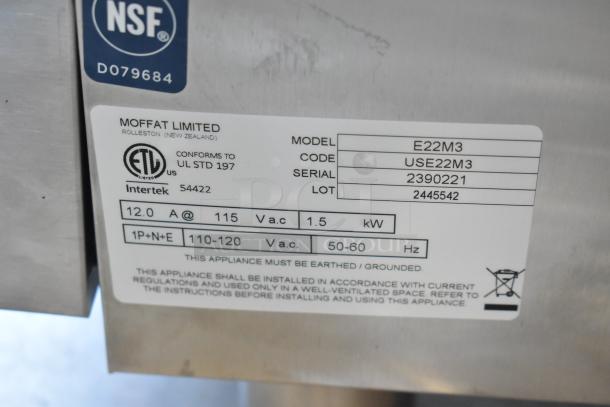 NSF®
D079684
MOFFAT LIMITED
ROLLESTON (NEW ZEALAND)
ETL
US
CONFORMS TO
UL STD 197
Intertek 54422
MODEL E22M3
CODE USE22M3
SERIAL 2390221
LOT 2445542
12.0 A @ 115 V a.c 1.5 kW
1P+N+E 110-120 V a.c. 50-60 Hz
THIS APPLIANCE MUST BE EARTHED / GROUNDED.
THIS APPLIANCE SHALL BE INSTALLED IN ACCORDANCE WITH CURRENT
REGULATIONS AND USED ONLY IN A WELL-VENTILATED SPACE. REFER TO
THE INSTRUCTIONS BEFORE INSTALLING AND USING THIS APPLIANCE.